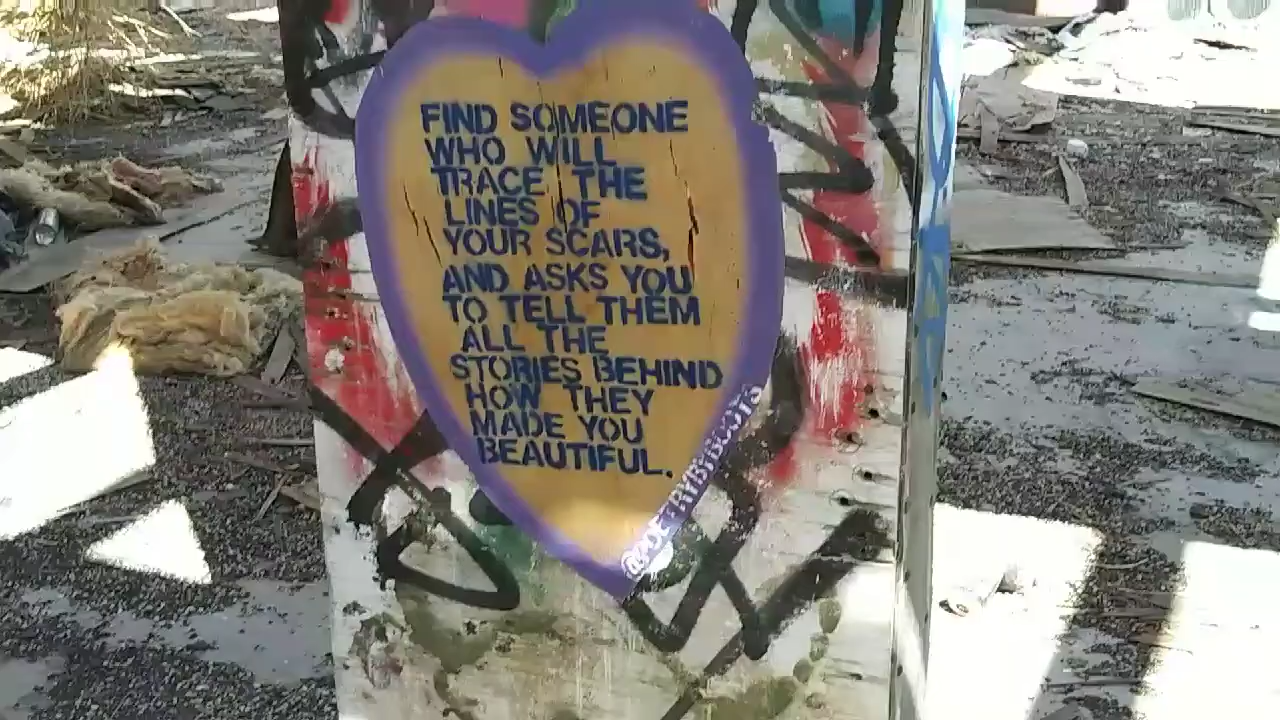 FIND SOMEONE
WHO WILL
TRACE THE
LINES OF
YOUR SCARS,
AND ASKS YOU
TO TELL THEM
ALL THE
STORIES BEHIND
HOW THEY
MADE YOU
BEAUTIFUL.
@POETRYBYBOOTS